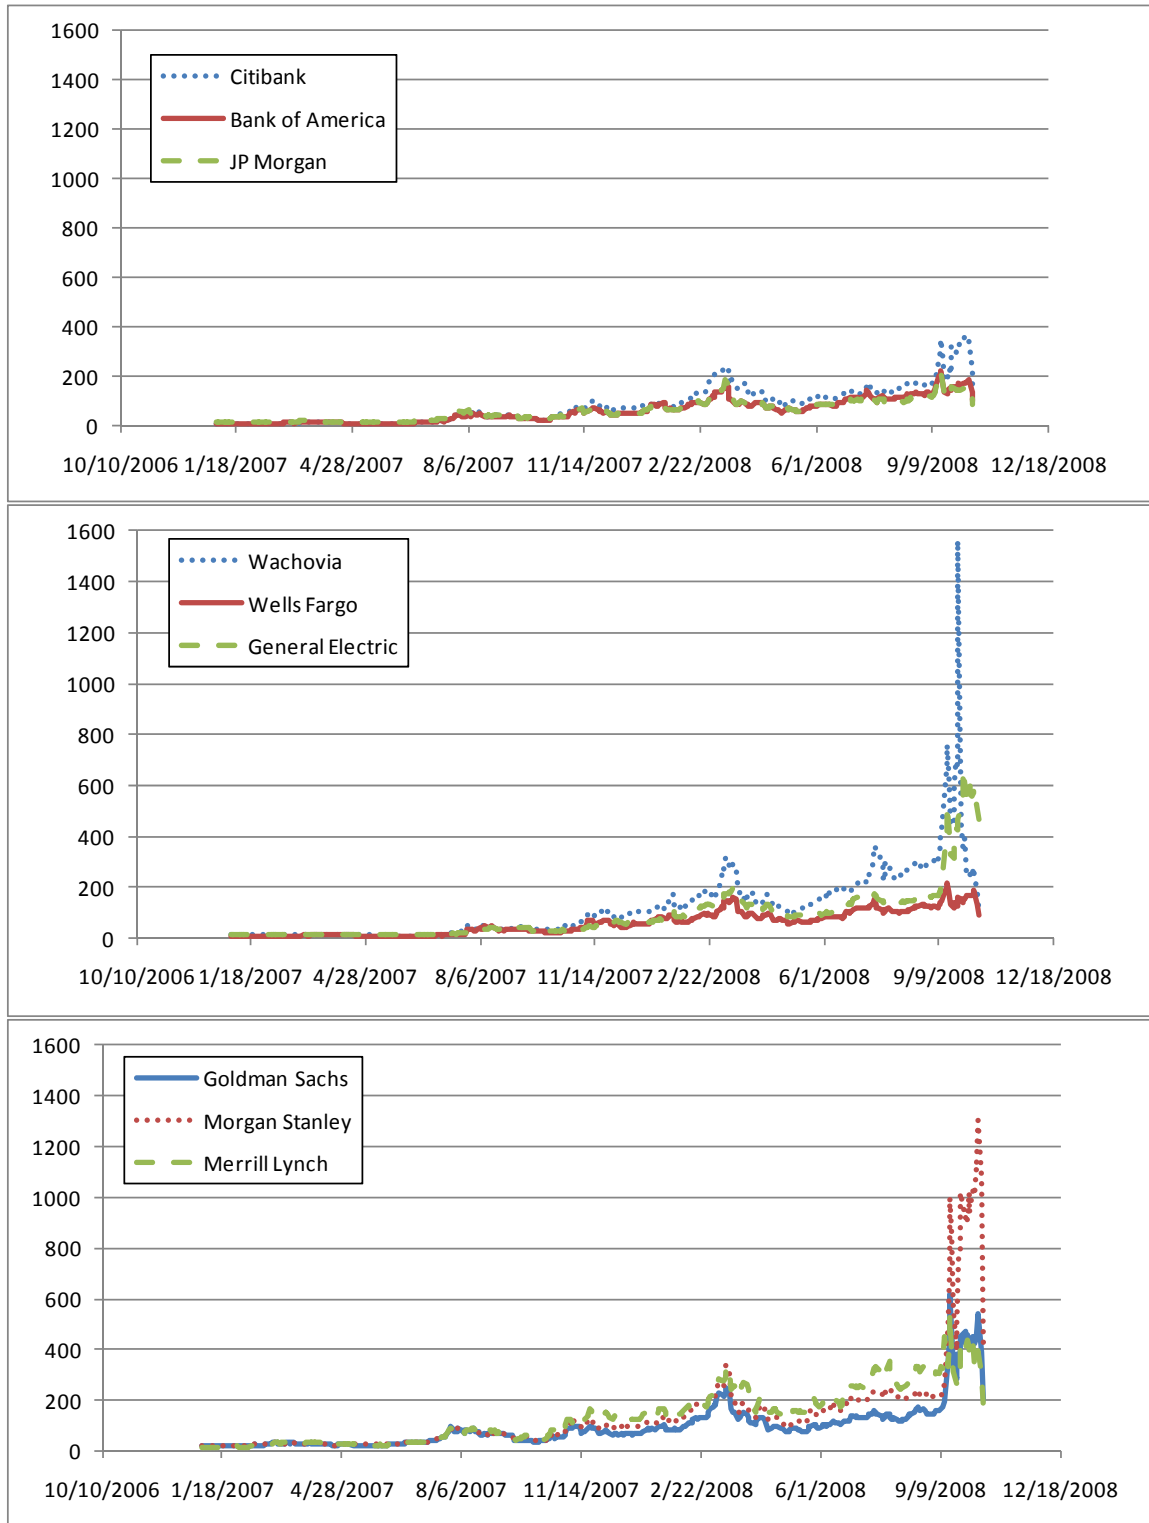 1600
1400
1200
1000
800
600
400
200
0
Citibank
Bank of America
JP Morgan
10/10/2006 1/18/2007 4/28/2007 8/6/2007 11/14/2007 2/22/2008 6/1/2008 9/9/2008 12/18/2008
1600
1400
1200
1000
800
600
400
200
0
Wachovia
Wells Fargo
General Electric
10/10/2006 1/18/2007 4/28/2007 8/6/2007 11/14/2007 2/22/2008 6/1/2008 9/9/2008 12/18/2008
1600
1400
1200
1000
800
600
400
200
0
Goldman Sachs
Morgan Stanley
Merrill Lynch
10/10/2006 1/18/2007 4/28/2007 8/6/2007 11/14/2007 2/22/2008 6/1/2008 9/9/2008 12/18/2008